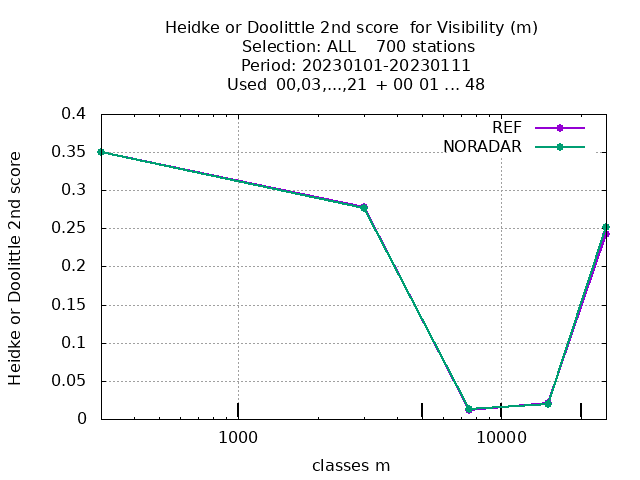 Heidke or Doolittle 2nd score  for Visibility (m)
Selection: ALL    700 stations
Period: 20230101-20230111
Used  00,03,...,21  + 00 01 ... 48
REF
NORADAR
Heidke or Doolittle 2nd score
0.4
0.35
0.3
0.25
0.2
0.15
0.1
0.05
0
1000
10000
classes m